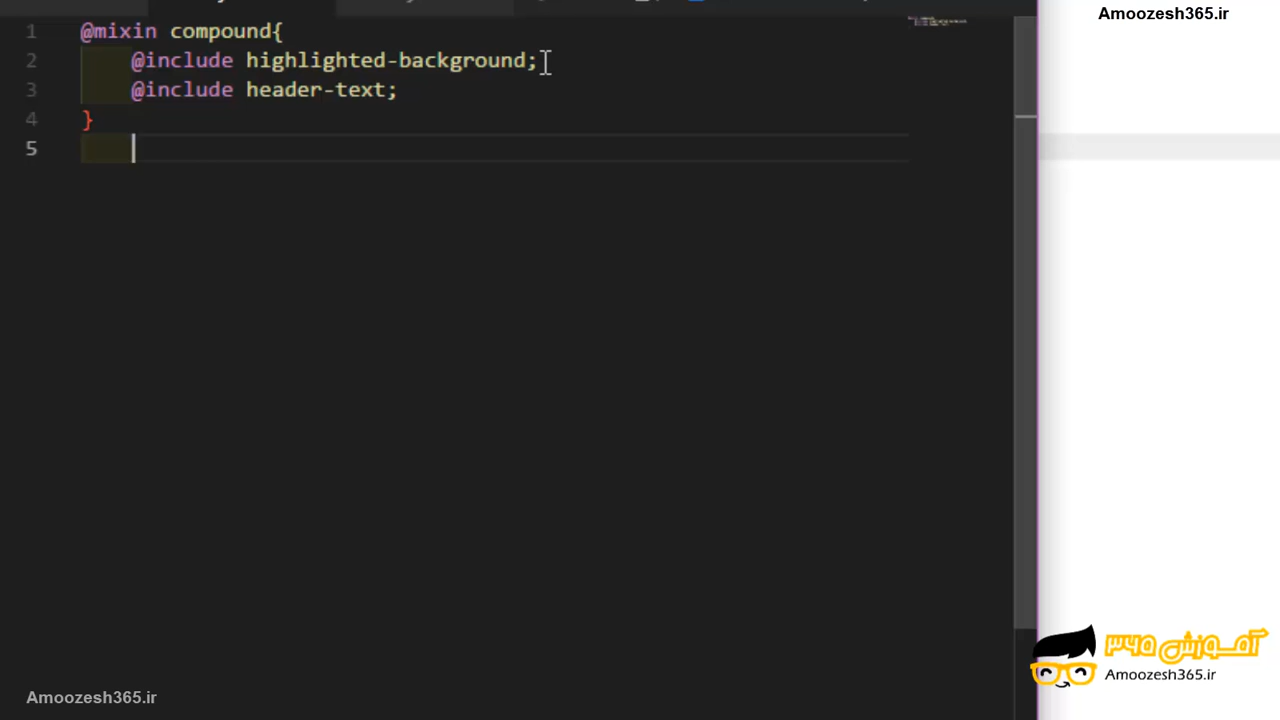 Amoozesh365.ir
1 @mixin compound{
2 @include highlighted-background;
3 @include header-text;
4 }
5
آموزش ۳۶۵
Amoozesh365.ir
Amoozesh365.ir